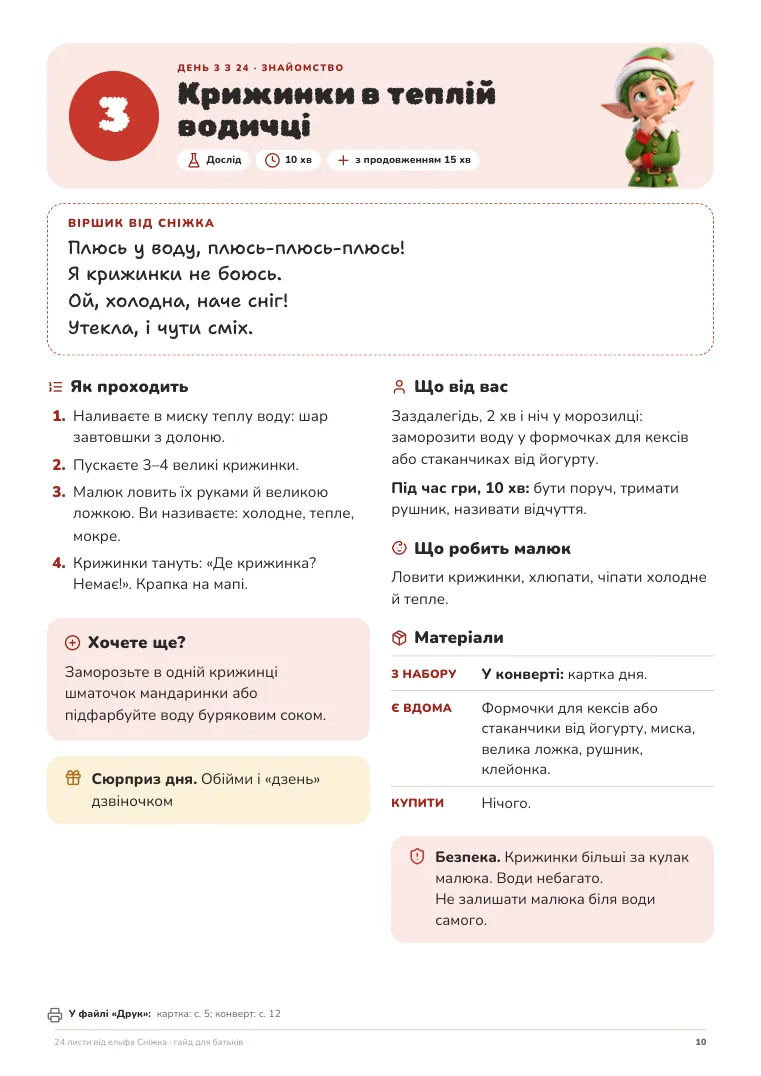 ДЕНЬ 3 З 24 · ЗНАЙОМСТВО
3
Крижинки в теплій
водичці
Дослід
10 хв
з продовженням 15 хв
ВІРШИК ВІД СНІЖКА
Плюсь у воду, плюсь-плюсь-плюсь!
Я крижинки не боюсь.
Ой, холодна, наче сніг!
Утекла, і чути сміх.
Як проходить
1. Наливаєте в миску теплу воду: шар
завтовшки з долоню.
2. Пускаєте 3–4 великі крижинки.
3. Малюк ловить їх руками й великою
ложкою. Ви називаєте: холодне, тепле,
мокре.
4. Крижинки тануть: «Де крижинка?
Немає!». Крапка на мапі.
Хочете ще?
Заморозьте в одній крижинці
шматочок мандаринки або
підфарбуйте воду буряковим соком.
Сюрприз дня. Обійми і «дзень»
дзвіночком
Що від вас
Заздалегідь, 2 хв і ніч у морозилці:
заморозити воду у формочках для кексів
або стаканчиках від йогурту.
Під час гри, 10 хв: бути поруч, тримати
рушник, називати відчуття.
Що робить малюк
Ловити крижинки, хлюпати, чіпати холодне
й тепле.
Матеріали
З НАБОРУ У конверті: картка дня.
Є ВДОМА Формочки для кексів або
стаканчики від йогурту, миска,
велика ложка, рушник,
клейонка.
КУПИТИ Нічого.
Безпека. Крижинки більші за кулак
малюка. Води небагато.
Не залишати малюка біля води
самого.
У файлі «Друк»: картка: с. 5; конверт: с. 12
24 листи від ельфа Сніжка · гайд для батьків
10